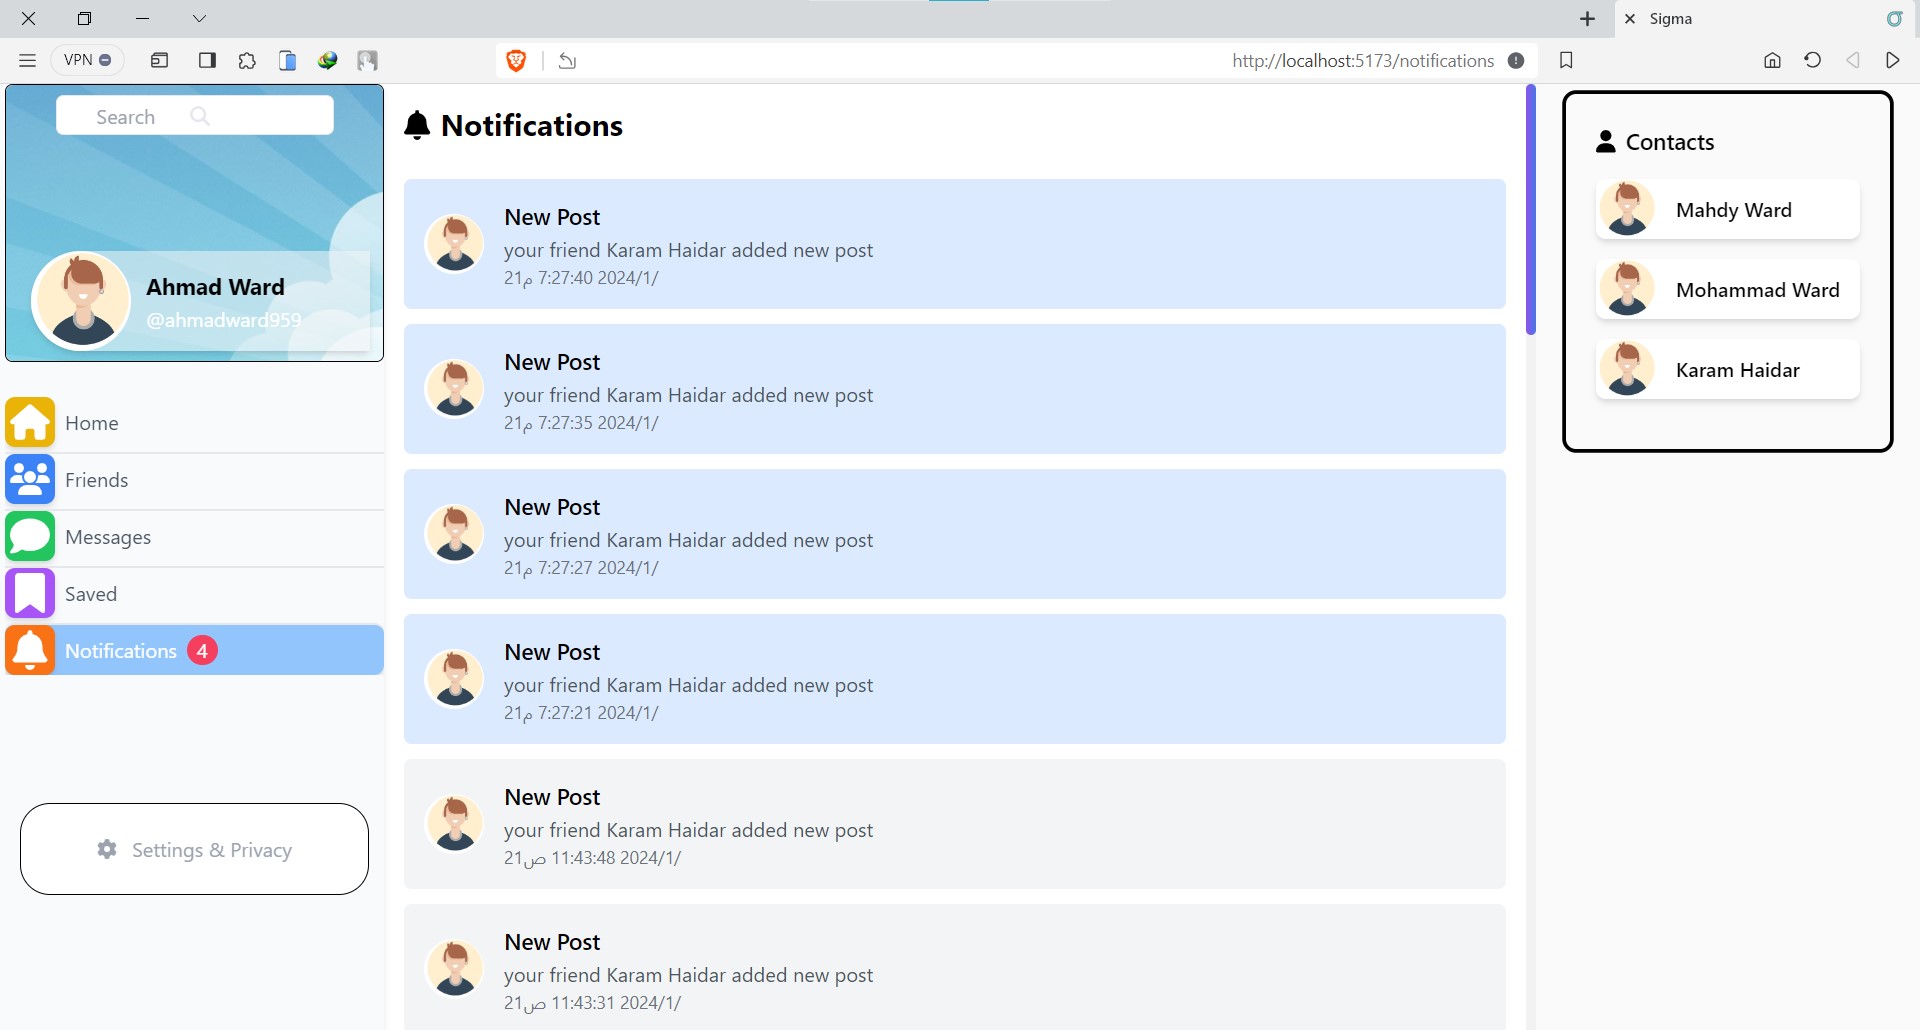 Sigma
VPN
http://localhost:5173/notifications
Search
Ahmad Ward
@ahmadward959
Home
Friends
Messages
Saved
Notifications 4
Settings & Privacy
Notifications
New Post
your friend Karam Haidar added new post
21م 7:27:40 2024/1/
New Post
your friend Karam Haidar added new post
21م 7:27:35 2024/1/
New Post
your friend Karam Haidar added new post
21م 7:27:27 2024/1/
New Post
your friend Karam Haidar added new post
21م 7:27:21 2024/1/
New Post
your friend Karam Haidar added new post
21ص 11:43:48 2024/1/
New Post
your friend Karam Haidar added new post
21ص 11:43:31 2024/1/
Contacts
Mahdy Ward
Mohammad Ward
Karam Haidar